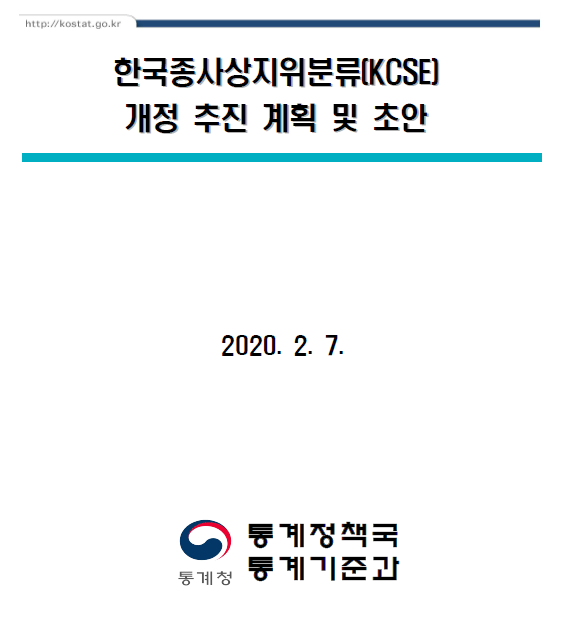 http://kostat.go.kr
한국종사상지위분류(KCSE)
개정 추진 계획 및 초안
2020. 2. 7.
통계청
통계정책국
통계기준과